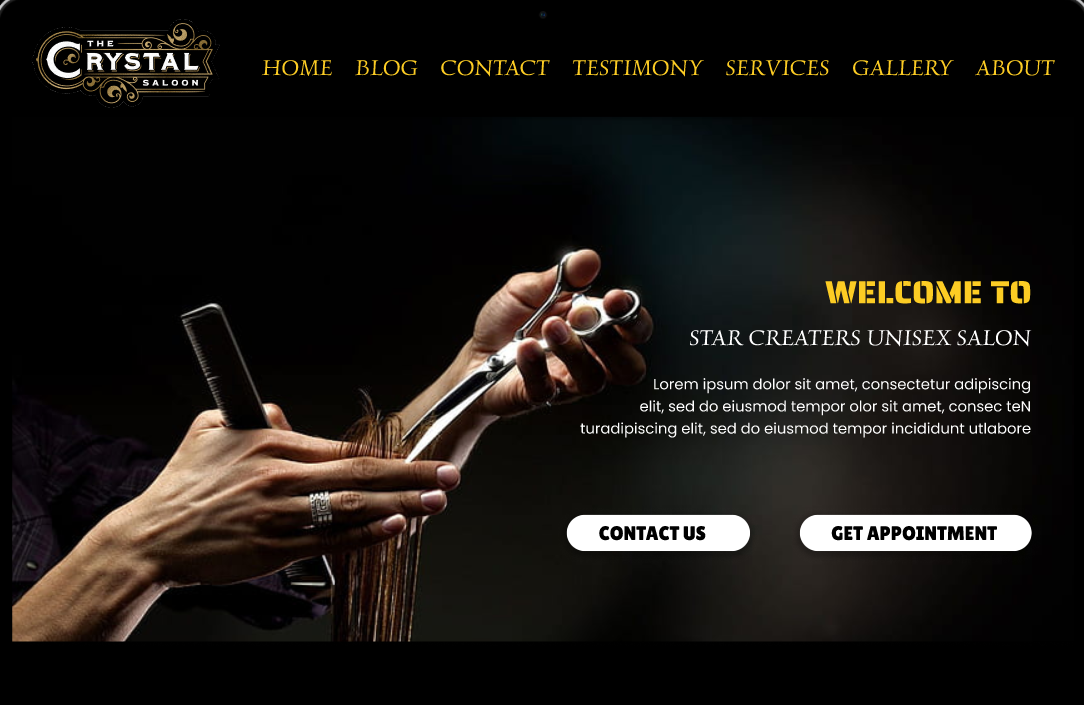 THE
CRYSTAL
SALOON
HOME BLOG CONTACT TESTIMONY SERVICES GALLERY ABOUT
WELCOME TO
STAR CREATERS UNISEX SALON
Lorem ipsum dolor sit amet, consectetur adipiscing
elit, sed do eiusmod tempor olor sit amet, consec teN
turadipiscing elit, sed do eiusmod tempor incididunt utlabore
CONTACT US GET APPOINTMENT